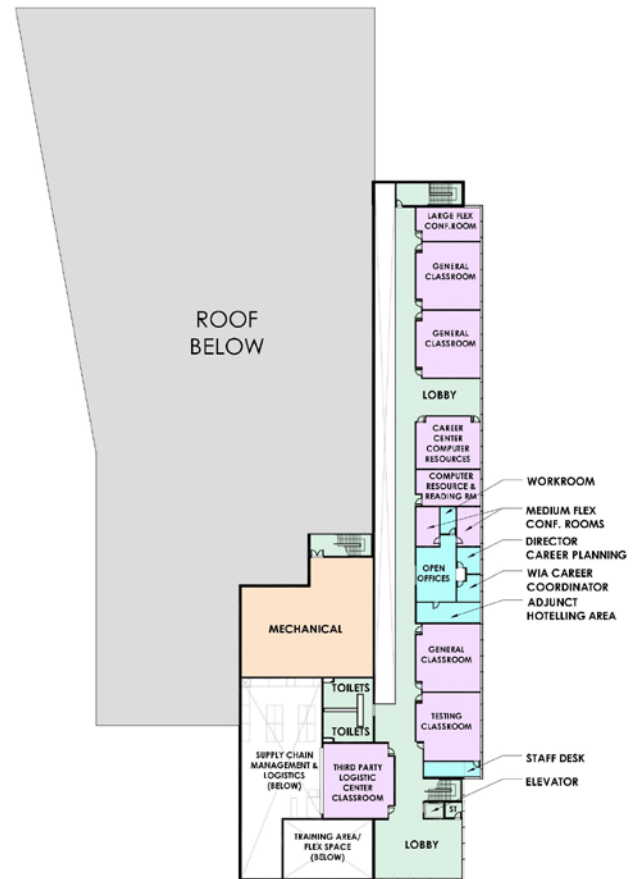 LARGE FLEX
CONF.ROOM
GENERAL
CLASSROOM
ROOF
BELOW
GENERAL
CLASSROOM
LOBBY
CAREER
CENTER
COMPUTER
RESOURCES
COMPUTER
RESOURCE &
READING RM
WORKROOM
MEDIUM FLEX
CONF. ROOMS
DIRECTOR
CAREER PLANNING
OPEN
OFFICES
WIA CAREER
COORDINATOR
ADJUNCT
HOTELLING AREA
MECHANICAL
GENERAL
CLASSROOM
TOILETS
TOILETS
TESTING
CLASSROOM
SUPPLY CHAIN
MANAGEMENT &
LOGISTICS
(BELOW)
THIRD PARTY
LOGISTIC
CENTER
CLASSROOM
STAFF DESK
ELEVATOR
ST
TRAINING AREA/
FLEX SPACE
(BELOW)
LOBBY